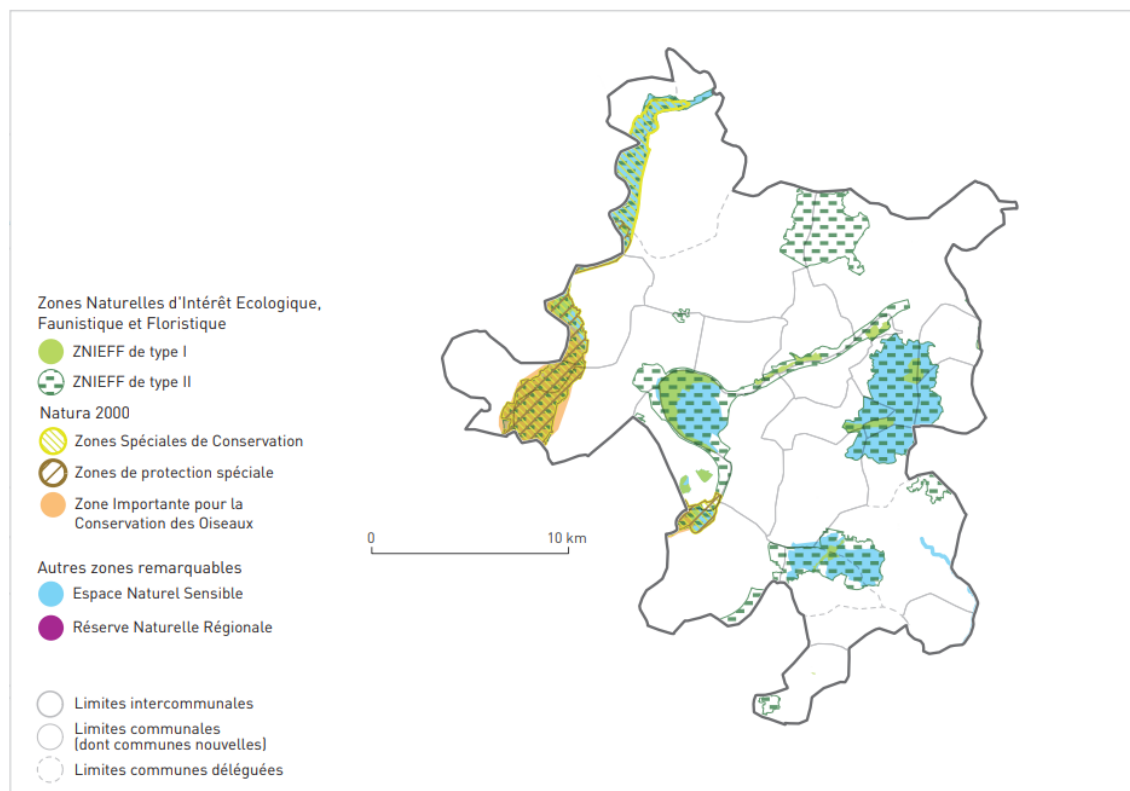 Zones Naturelles d'Intérêt Ecologique,
Faunistique et Floristique
ZNIEFF de type I
ZNIEFF de type II
Natura 2000
Zones Spéciales de Conservation
Zones de protection spéciale
Zone Importante pour la
Conservation des Oiseaux
0 10 km
Autres zones remarquables
Espace Naturel Sensible
Réserve Naturelle Régionale
Limites intercommunales
Limites communales
(dont communes nouvelles)
Limites communes déléguées